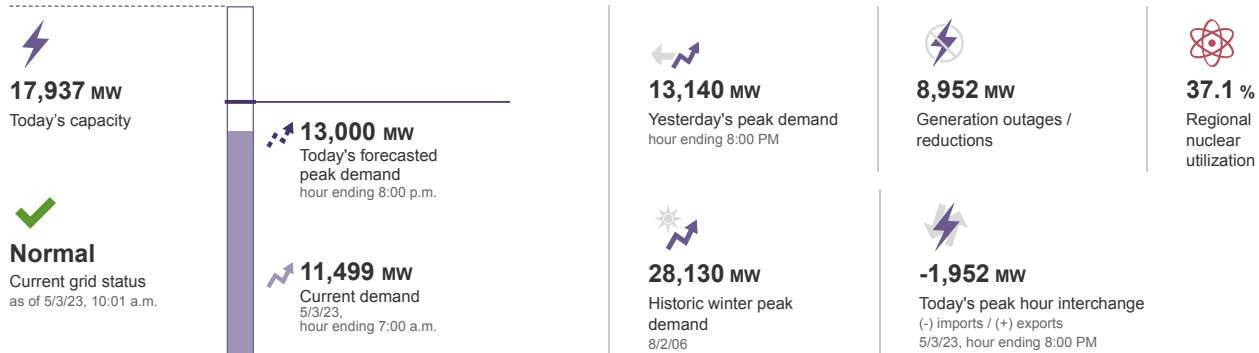 17,937 MW
Today's capacity
Normal
Current grid status
as of 5/3/23, 10:01 a.m.
13,000 MW
Today's forecasted
peak demand
hour ending 8:00 p.m.
11,499 MW
Current demand
5/3/23,
hour ending 7:00 a.m.
13,140 MW
Yesterday's peak demand
hour ending 8:00 PM
8,952 MW
Generation outages /
reductions
37.1 %
Regional
nuclear
utilization
28,130 MW
Historic winter peak
demand
8/2/06
-1,952 MW
Today's peak hour interchange
(-) imports / (+) exports
5/3/23, hour ending 8:00 PM